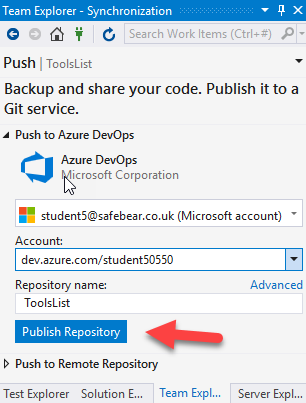 Team Explorer - Synchronization
Search Work Items (Ctrl+#)
Push | ToolsList
Backup and share your code. Publish it to a
Git service.
Push to Azure DevOps
Azure DevOps
Microsoft Corporation
student5@safebear.co.uk (Microsoft account)
Account:
dev.azure.com/student50550
Repository name: Advanced
ToolsList
Publish Repository
Push to Remote Repository
Test Explorer Solution E... Team Expl... Server Expl...